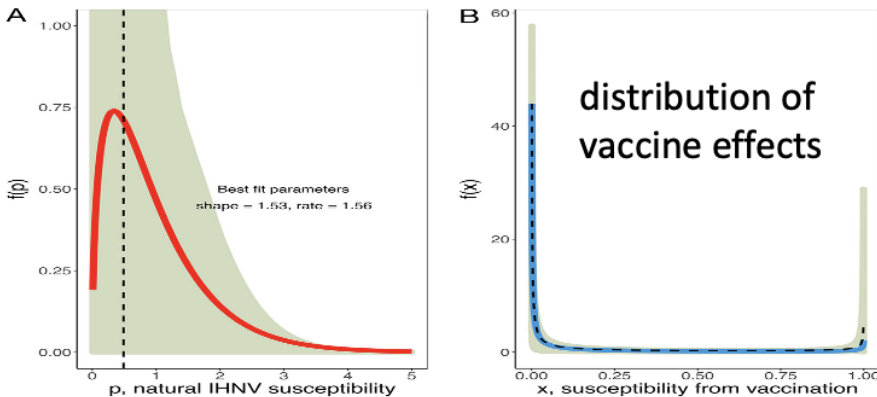 A
1.00
0.75
0.50
0.25
0.00
f(p)
Best fit parameters
shape = 1.53, rate = 1.56
0 1 2 3 4 5
p, natural IHNV susceptibility
B
60
40
20
0
f(x)
distribution of
vaccine effects
0.00 0.25 0.50 0.75 1.00
x, susceptibility from vaccination